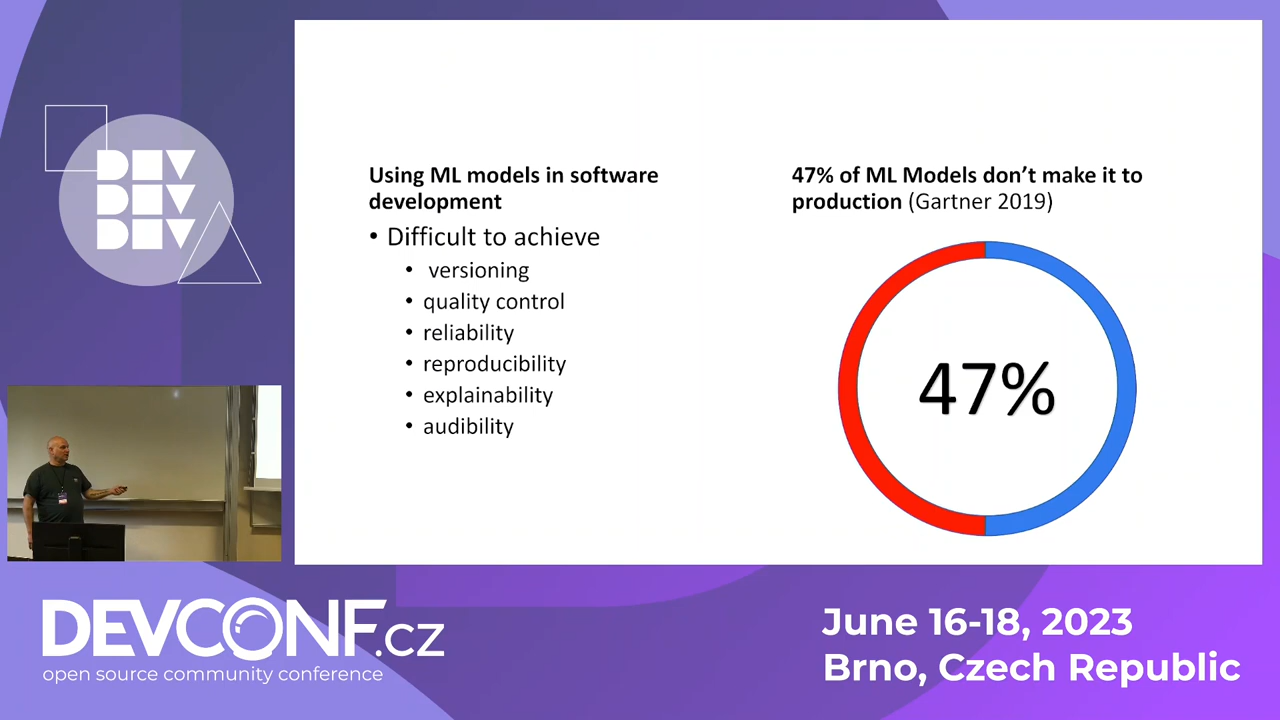 DEV
DEV
DEV
Using ML models in software
development
• Difficult to achieve
• versioning
• quality control
• reliability
• reproducibility
• explainability
• audibility
47% of ML Models don’t make it to
production (Gartner 2019)
47%
DEVCONF.cz
open source community conference
June 16-18, 2023
Brno, Czech Republic